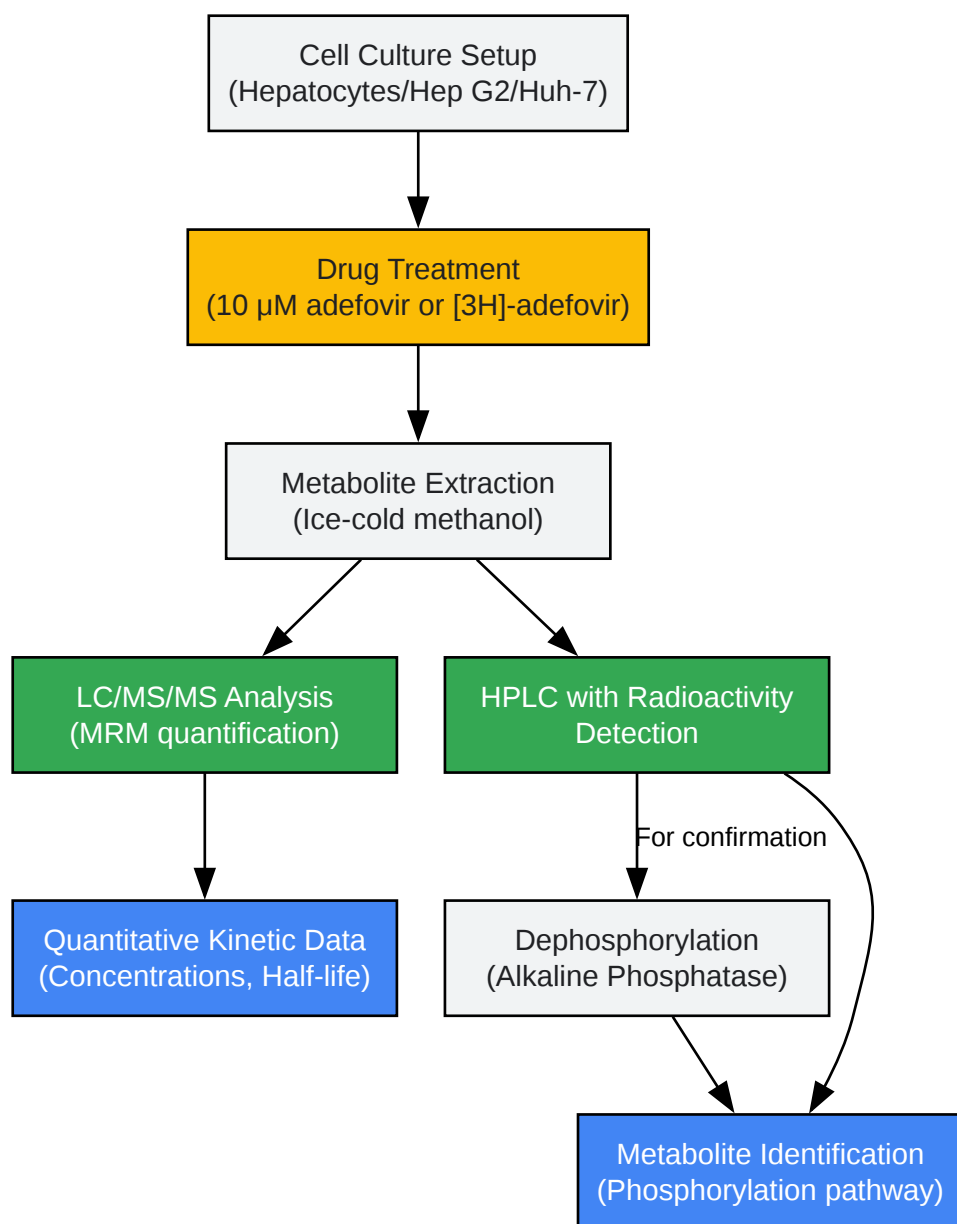 Cell Culture Setup
(Hepatocytes/Hep G2/Huh-7)
Drug Treatment
(10 μM adefovir or [3H]-adefovir)
Metabolite Extraction
(Ice-cold methanol)
LC/MS/MS Analysis
(MRM quantification)
HPLC with Radioactivity
Detection
For confirmation
Quantitative Kinetic Data
(Concentrations, Half-life)
Dephosphorylation
(Alkaline Phosphatase)
Metabolite Identification
(Phosphorylation pathway)